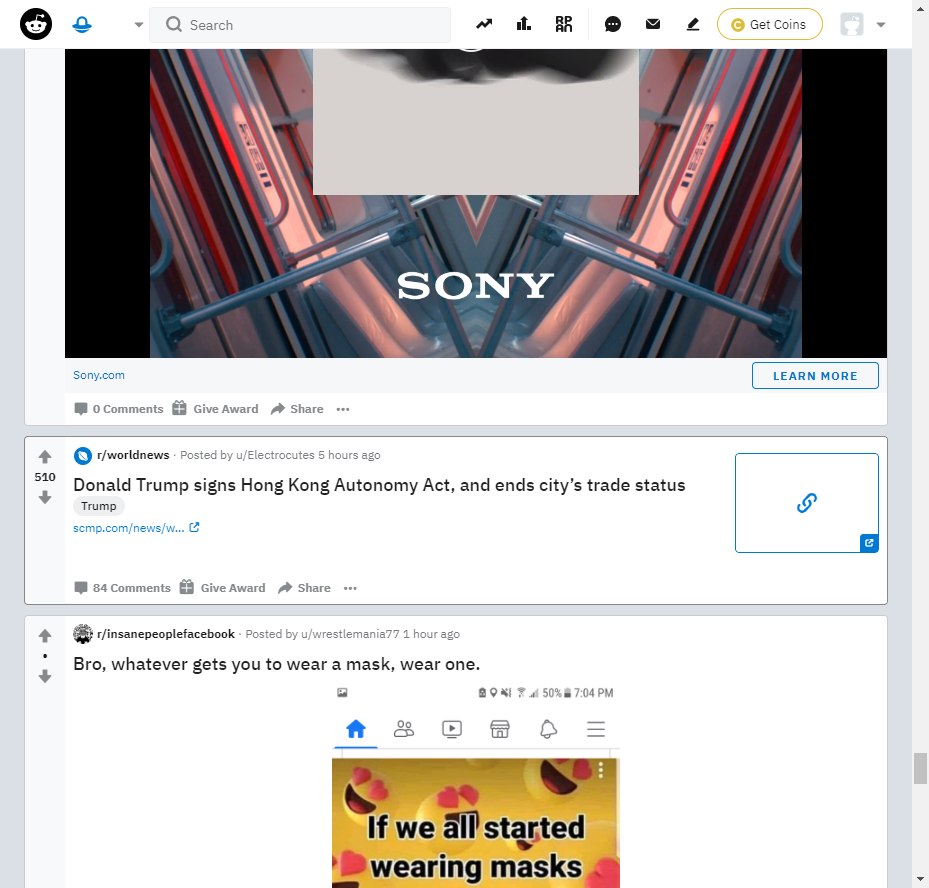 Search
Get Coins
SONY
Sony.com
LEARN MORE
0 Comments
Give Award
Share
r/worldnews · Posted by u/Electrocutes 5 hours ago
510
Donald Trump signs Hong Kong Autonomy Act, and ends city’s trade status
Trump
scmp.com/news/w...
84 Comments
Give Award
Share
r/insanepeoplefacebook · Posted by u/wrestlemania77 1 hour ago
•
Bro, whatever gets you to wear a mask, wear one.
50% 7:04 PM
If we all started
wearing masks